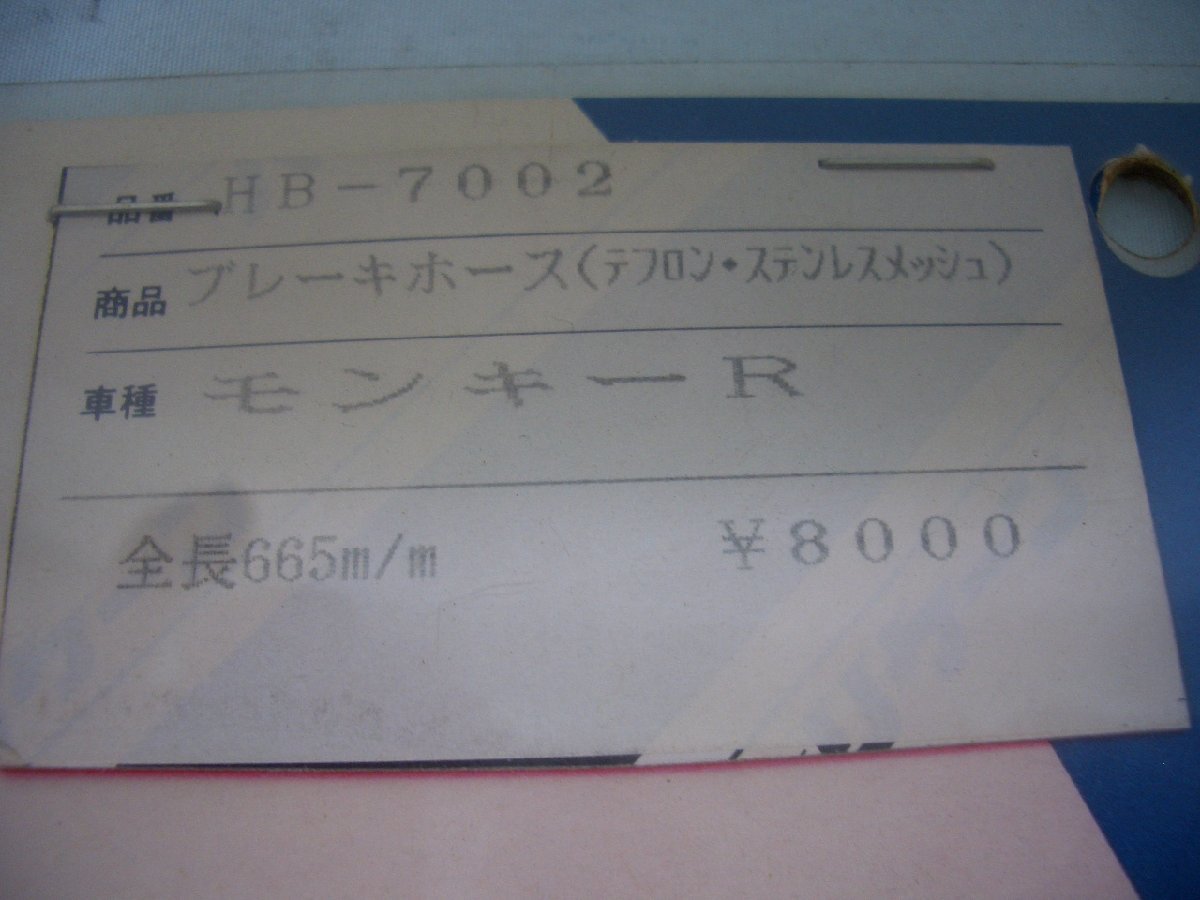 品番 HB-7002
商品 ブレーキホース(テフロン・ステンレスメッシュ)
車種 モンキーR
全長665m/m ¥8000